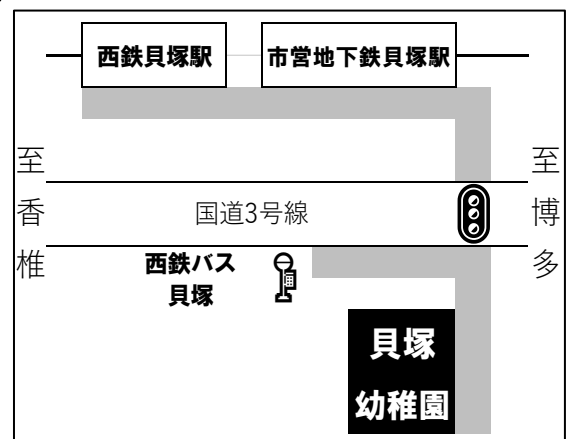 西鉄貝塚駅
市営地下鉄貝塚駅
至香椎
国道3号線
至博多
西鉄バス
貝塚
貝塚
幼稚園